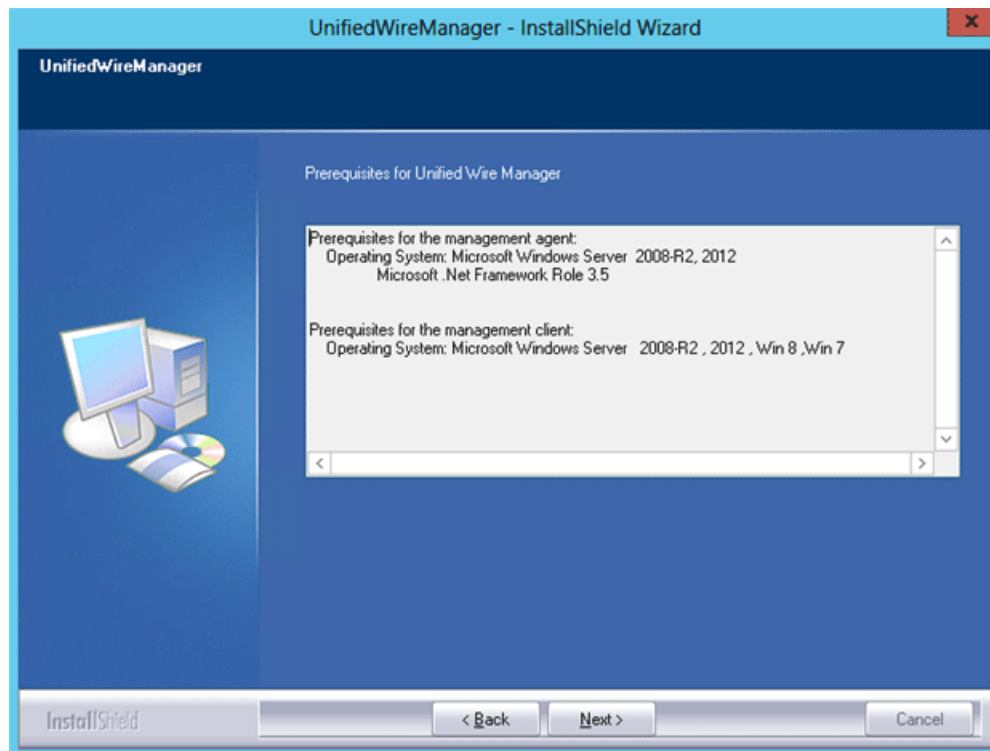 UnifiedWireManager - InstallShield Wizard
x
UnifiedWireManager
Prerequisites for Unified Wire Manager
Prerequisites for the management agent:
Operating System: Microsoft Windows Server 2008-R2, 2012
Microsoft .Net Framework Role 3.5
Prerequisites for the management client:
Operating System: Microsoft Windows Server 2008-R2 , 2012 , Win 8 ,Win 7
InstallShield
< Back
Next >
Cancel